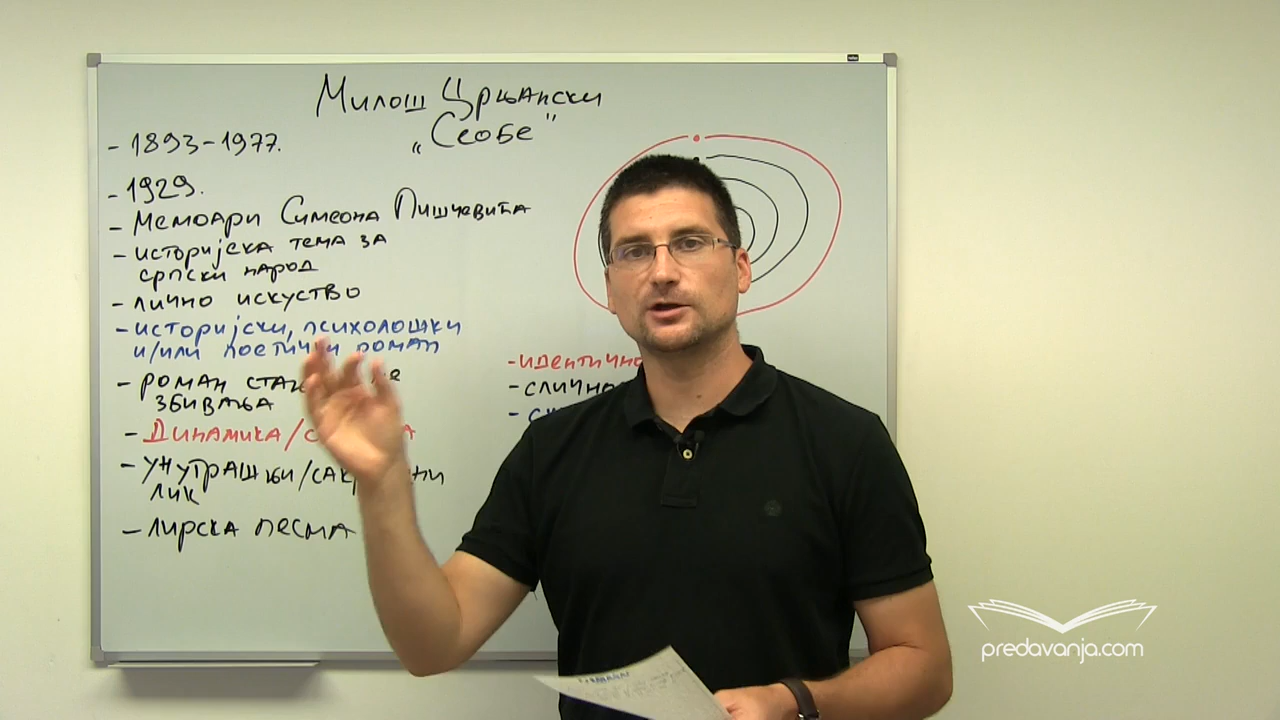 Милош Црњански
„Сеобе"
- 1893-1977.
- 1929.
- Мемоари Симеона Пишчевића
- историјска тема за
српски народ
- лично искуство
- историјски, психолошки
и/или поетички роман
- роман
збивања
- Динамика/
- унутрашњи/
лик
- лирска песма
predavanja.com